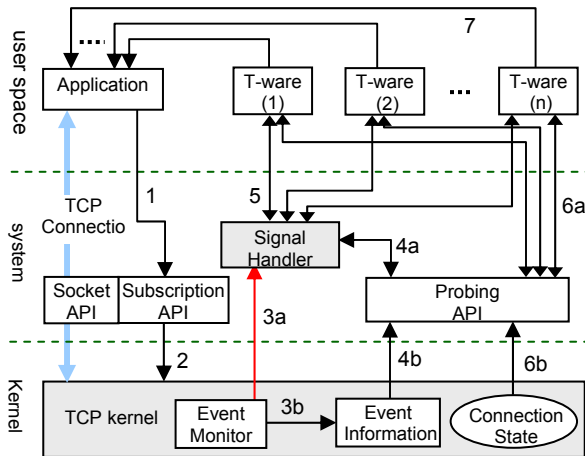 7
.....
user space
Application
T-ware
(1)
T-ware
(2)
...
T-ware
(n)
1
5
6a
system
TCP
Connectio
Signal
Handler
4a
Socket
API
Subscription
API
Probing
API
3a
2
4b
6b
Kernel
TCP kernel
Event
Monitor
3b
Event
Information
Connection
State